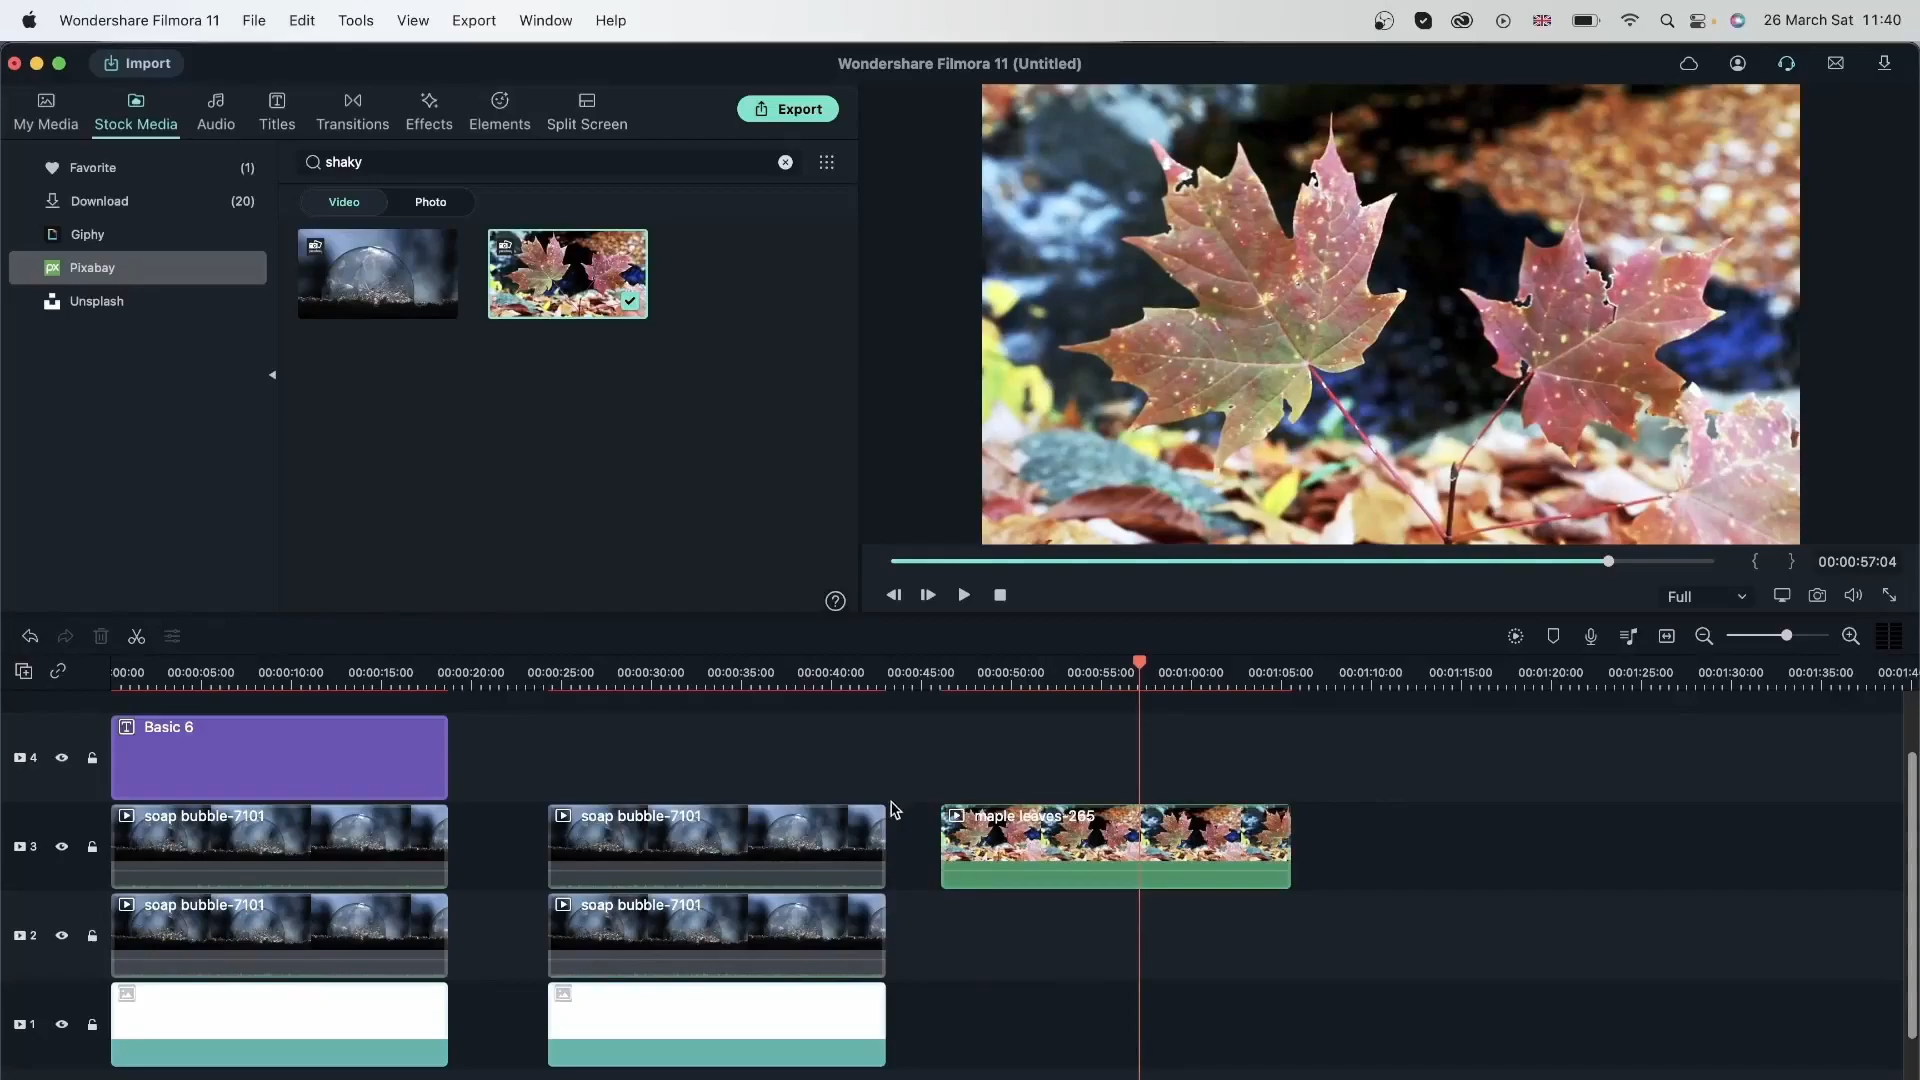 Wondershare Filmora 11 File Edit Tools View Export Window Help 26 March Sat 11:40
Import Wondershare Filmora 11 (Untitled)
My Media Stock Media Audio Titles Transitions Effects Elements Split Screen Export
Favorite (1)
Download (20)
Giphy
Pixabay
Unsplash
shaky
Video Photo
00:00:57:04
Full
:00:00 00:00:05:00 00:00:10:00 00:00:15:00 00:00:20:00 00:00:25:00 00:00:30:00 00:00:35:00 00:00:40:00 00:00:45:00 00:00:50:00 00:00:55:00 00:01:00:00 00:01:05:00 00:01:10:00 00:01:15:00 00:01:20:00 00:01:25:00 00:01:30:00 00:01:35:00 00:01:4
4 Basic 6
3 soap bubble-7101 soap bubble-7101 maple leaves-265
2 soap bubble-7101 soap bubble-7101
1